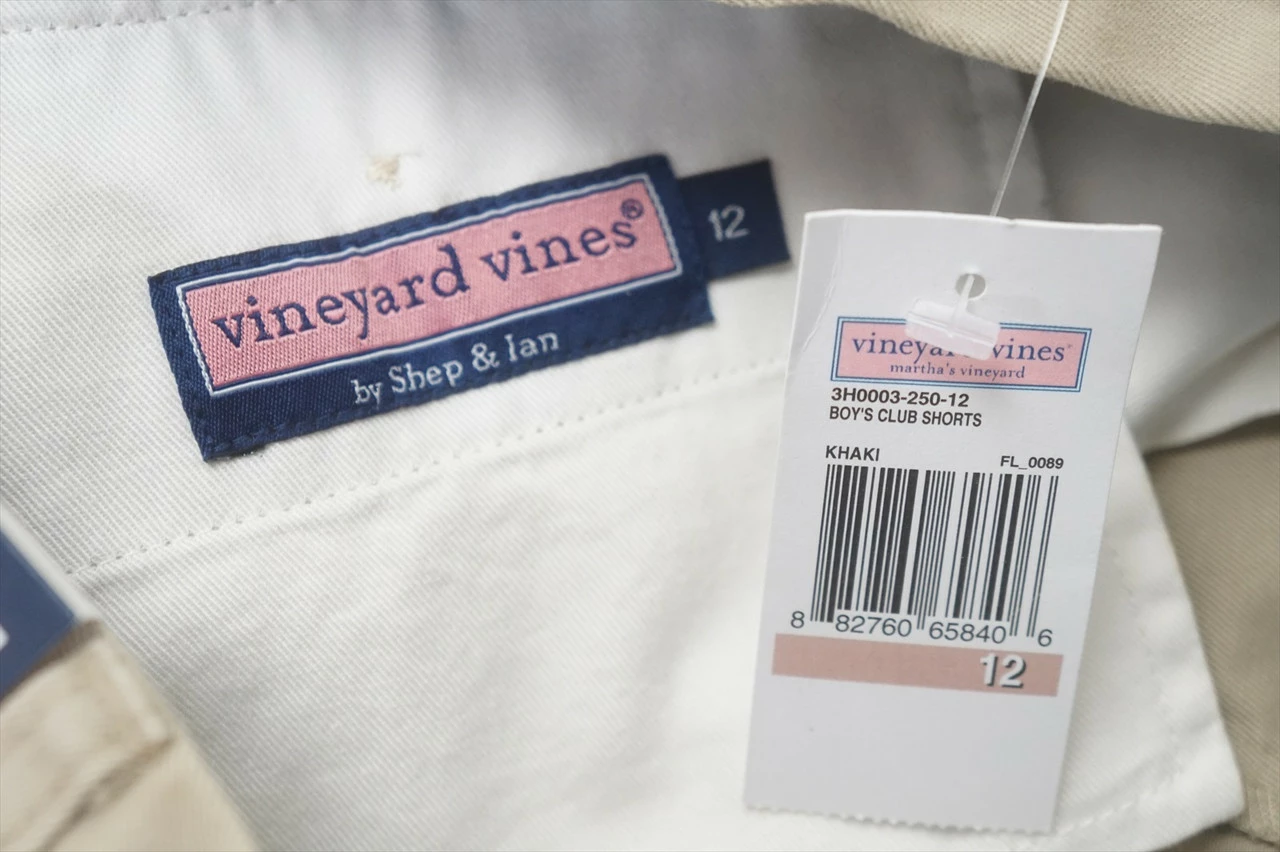 vineyard vines®
by Shep & Ian
12
vineyard vines
martha's vineyard
3H0003-250-12
BOY'S CLUB SHORTS
KHAKI
FL_0089
8 82760 65840 6
12